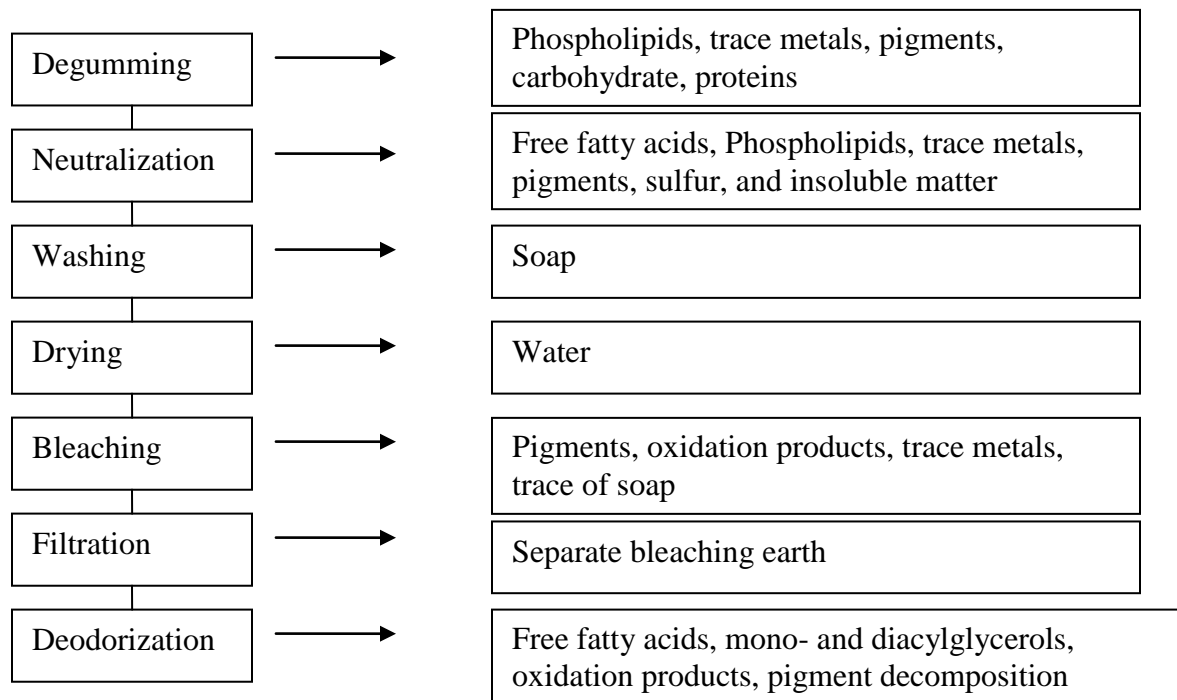 Degumming
Phospholipids, trace metals, pigments,
carbohydrate, proteins
Neutralization
Free fatty acids, Phospholipids, trace metals,
pigments, sulfur, and insoluble matter
Washing
Soap
Drying
Water
Bleaching
Pigments, oxidation products, trace metals,
trace of soap
Filtration
Separate bleaching earth
Deodorization
Free fatty acids, mono- and diacylglycerols,
oxidation products, pigment decomposition